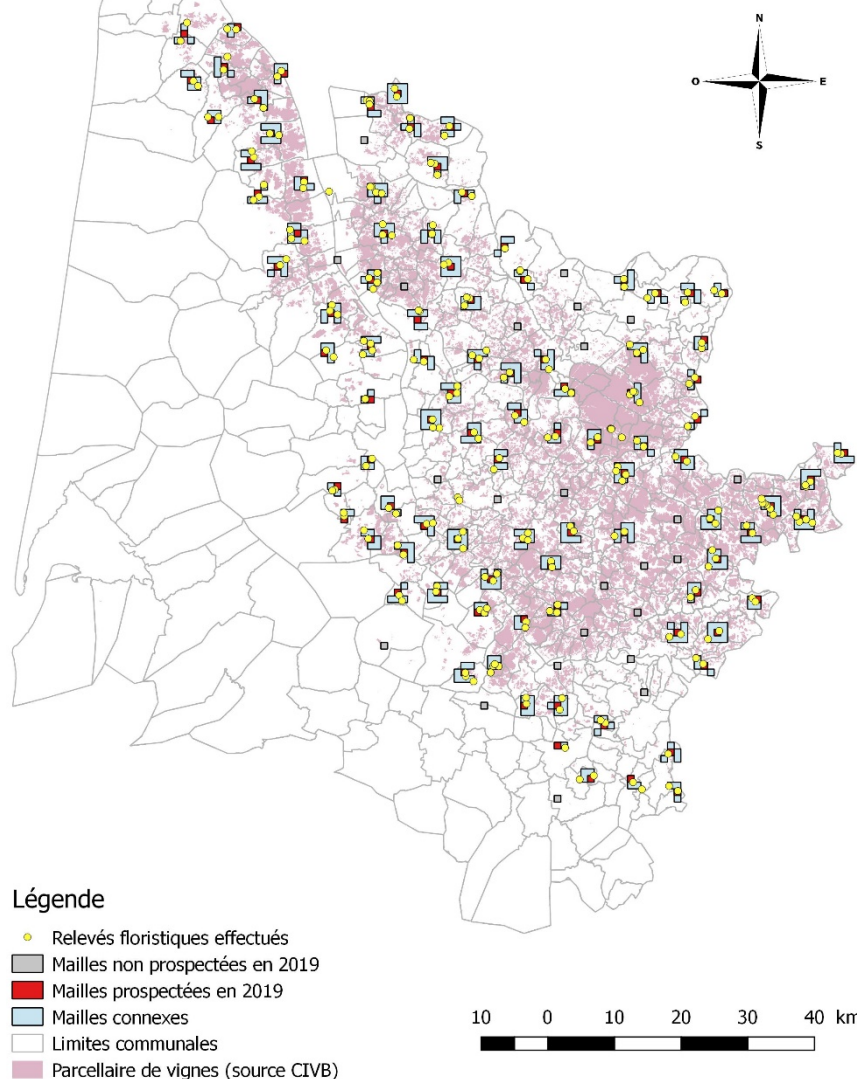 N
O E
S
Légende
Relevés floristiques effectués
Mailles non prospectées en 2019
Mailles prospectées en 2019
Mailles connexes
Limites communales
Parcellaire de vignes (source CIVB)
10 0 10 20 30 40 km